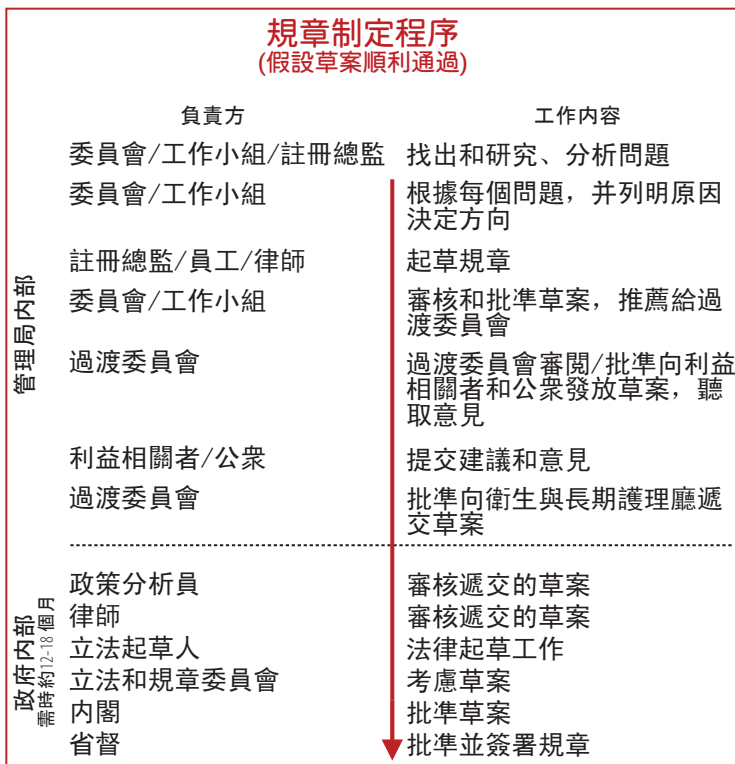 規章制定程序
(假設草案順利通過)
負責方 工作内容
管理局内部
委員會/工作小組/註冊總監 找出和研究、分析問題
委員會/工作小組 根據每個問題，并列明原因
決定方向
註冊總監/員工/律師 起草規章
委員會/工作小組 審核和批準草案，推薦給過
渡委員會
過渡委員會 過渡委員會審閱/批準向利益
相關者和公衆發放草案，聽
取意見
利益相關者/公衆 提交建議和意見
過渡委員會 批準向衛生與長期護理廳遞
交草案
政府内部
需時約12-18個月
政策分析員 審核遞交的草案
律師 審核遞交的草案
立法起草人 法律起草工作
立法和規章委員會 考慮草案
内閣 批準草案
省督 批準並簽署規章